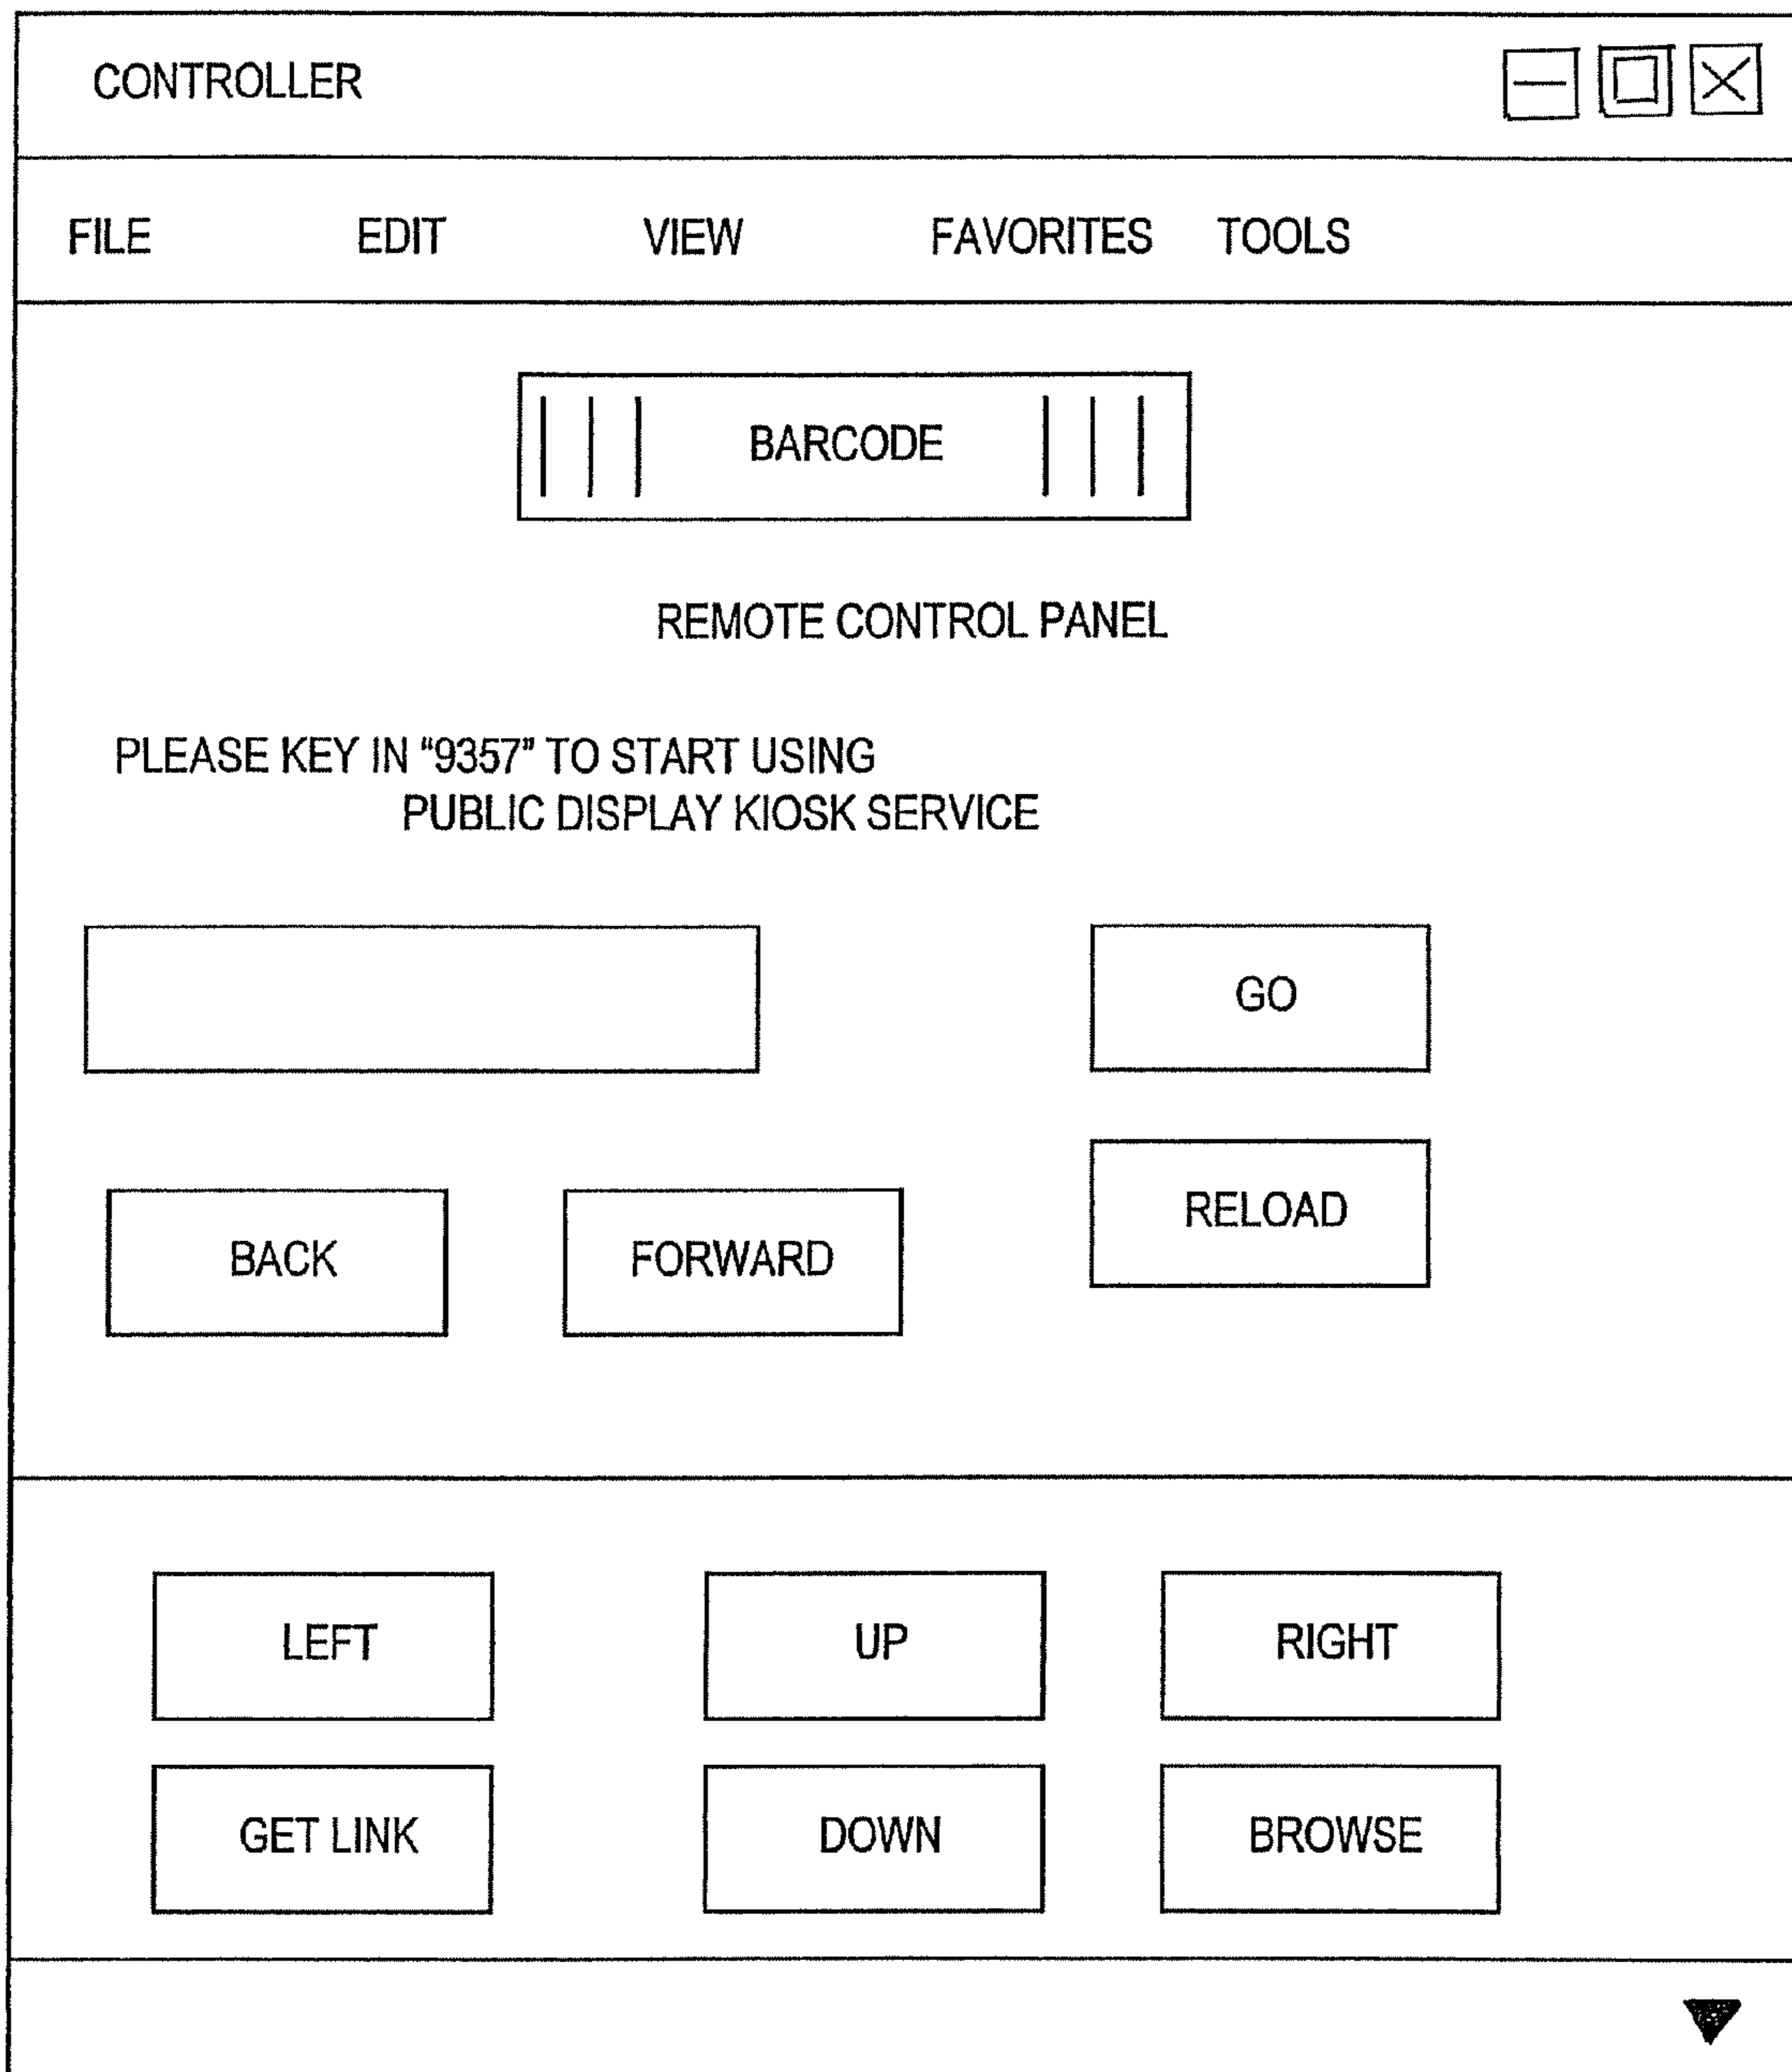 CONTROLLER
FILE EDIT VIEW FAVORITES TOOLS
BARCODE
REMOTE CONTROL PANEL
PLEASE KEY IN “9357” TO START USING
PUBLIC DISPLAY KIOSK SERVICE
GO
RELOAD
BACK FORWARD
LEFT UP RIGHT
GET LINK DOWN BROWSE